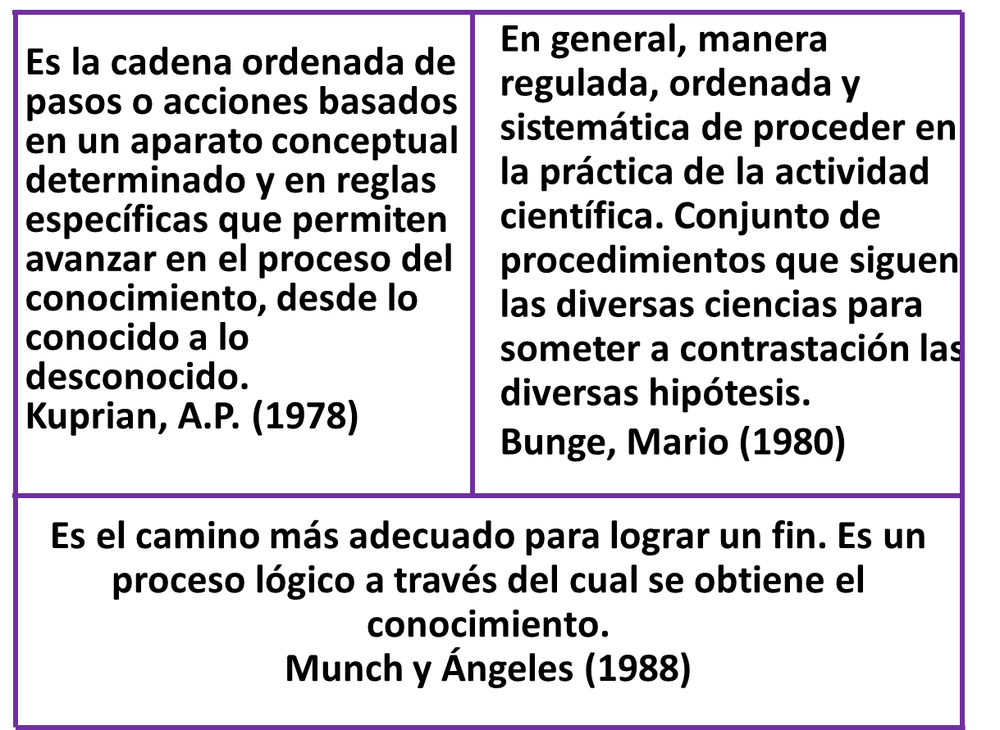 Es la cadena ordenada de
pasos o acciones basados
en un aparato conceptual
determinado y en reglas
específicas que permiten
avanzar en el proceso del
conocimiento, desde lo
conocido a lo
desconocido.
Kuprian, A.P. (1978)
En general, manera
regulada, ordenada y
sistemática de proceder en
la práctica de la actividad
científica. Conjunto de
procedimientos que siguen
las diversas ciencias para
someter a contrastación las
diversas hipótesis.
Bunge, Mario (1980)
Es el camino más adecuado para lograr un fin. Es un
proceso lógico a través del cual se obtiene el
conocimiento.
Munch y Ángeles (1988)